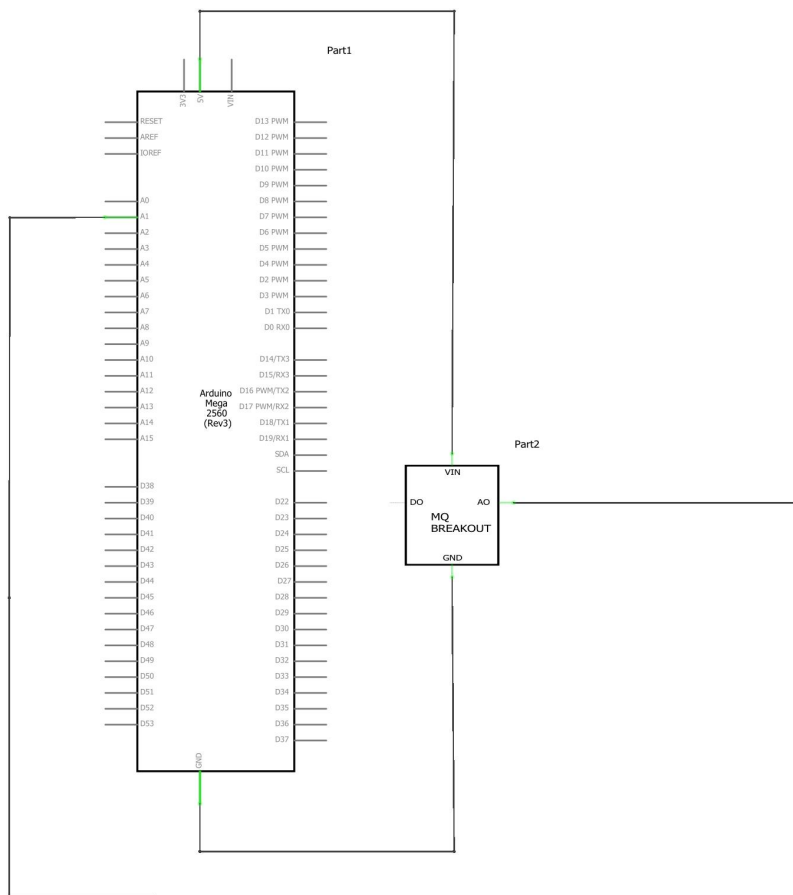 Part1
3V3
5V
VIN
RESET
AREF
IOREF
A0
A1
A2
A3
A4
A5
A6
A7
A8
A9
A10
A11
A12
A13
A14
A15
D38
D39
D40
D41
D42
D43
D44
D45
D46
D47
D48
D49
D50
D51
D52
D53
Arduino
Mega
2560
(Rev3)
D13 PWM
D12 PWM
D11 PWM
D10 PWM
D9 PWM
D8 PWM
D7 PWM
D6 PWM
D5 PWM
D4 PWM
D2 PWM
D3 PWM
D1 TX0
D0 RX0
D14/TX3
D15/RX3
D16 PWM/TX2
D17 PWM/RX2
D18/TX1
D19/RX1
SDA
SCL
D22
D23
D24
D25
D26
D27
D28
D29
D30
D31
D32
D33
D34
D35
D36
D37
GND
Part2
VIN
DO
AO
MQ
BREAKOUT
GND